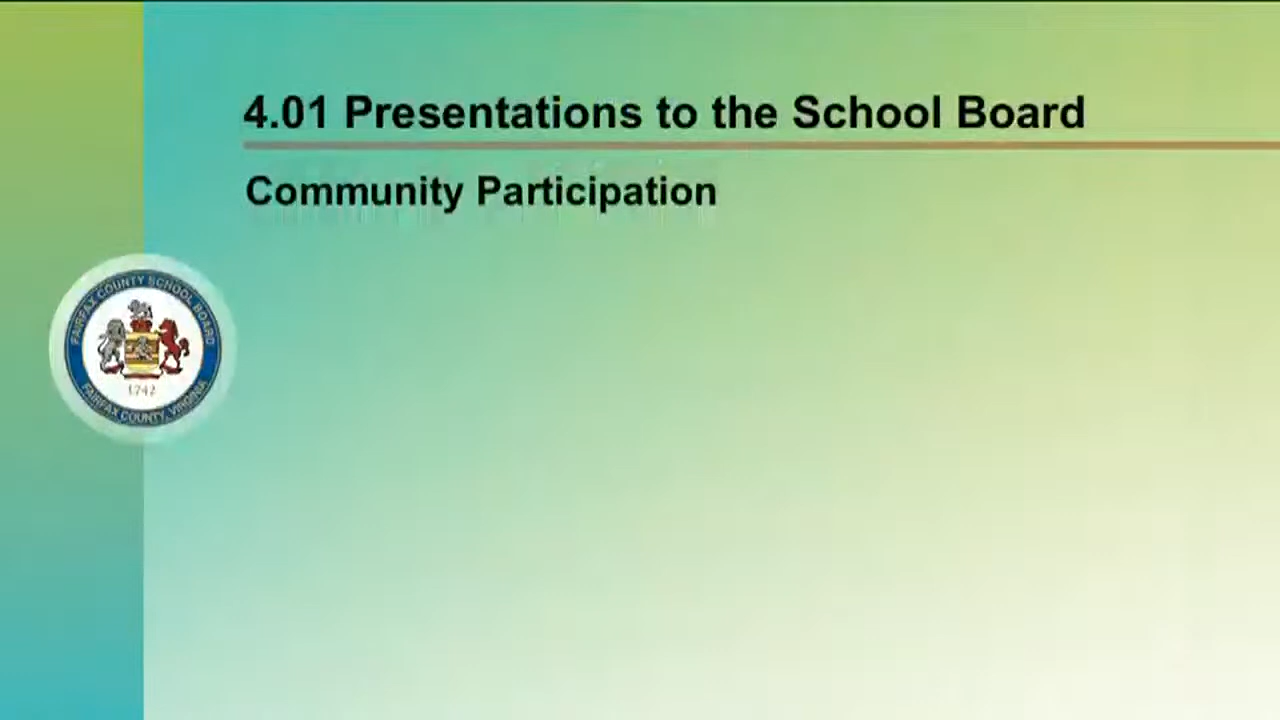 4.01 Presentations to the School Board
Community Participation
FAIRFAX COUNTY SCHOOL BOARD
1742
FAIRFAX COUNTY, VIRGINIA